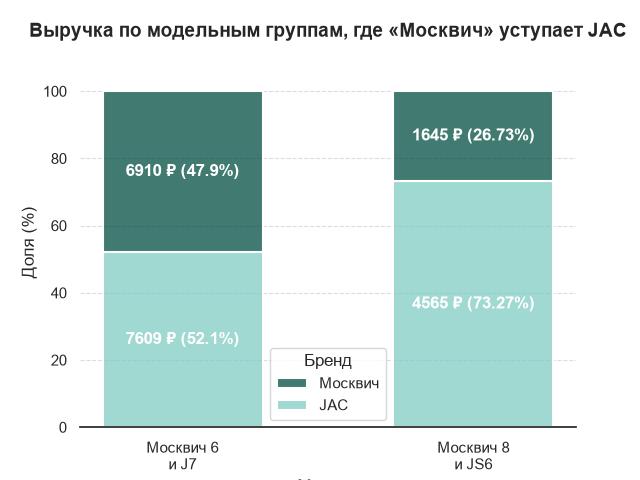 Выручка по модельным группам, где «Москвич» уступает JAC
100
80
60
40
20
0
Доля (%)
6910 ₽ (47.9%)
1645 ₽ (26.73%)
7609 ₽ (52.1%)
4565 ₽ (73.27%)
Бренд
Москвич
JAC
Москвич 6
и J7
Москвич 8
и JS6